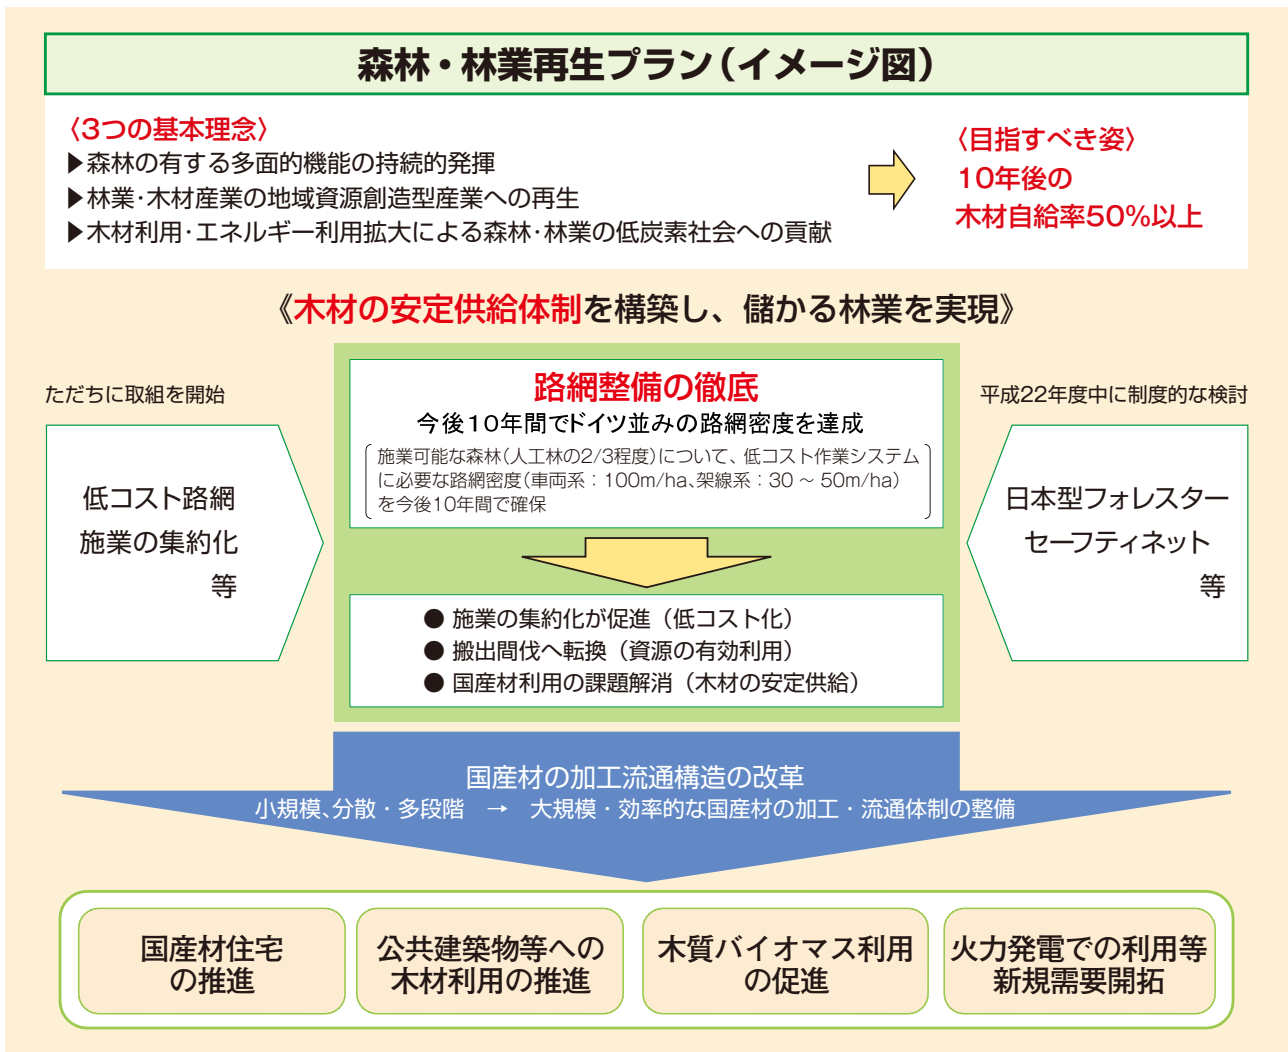 森林・林業再生プラン（イメージ図）
〈3つの基本理念〉
▶森林の有する多面的機能の持続的発揮
▶林業・木材産業の地域資源創造型産業への再生
▶木材利用・エネルギー利用拡大による森林・林業の低炭素社会への貢献
〈目指すべき姿〉
10年後の
木材自給率50％以上
《木材の安定供給体制を構築し、儲かる林業を実現》
ただちに取組を開始
低コスト路網
施業の集約化
等
路網整備の徹底
今後１０年間でドイツ並みの路網密度を達成
施業可能な森林（人工林の2/3程度）について、低コスト作業システム
に必要な路網密度（車両系：100m/ha、架線系：30 ～ 50m/ha）
を今後10年間で確保
● 施業の集約化が促進（低コスト化）
● 搬出間伐へ転換（資源の有効利用）
● 国産材利用の課題解消（木材の安定供給）
平成22年度中に制度的な検討
日本型フォレスター
セーフティネット
等
国産材の加工流通構造の改革
小規模、分散・多段階　→　大規模・効率的な国産材の加工・流通体制の整備
国産材住宅
の推進
公共建築物等への
木材利用の推進
木質バイオマス利用
の促進
火力発電での利用等
新規需要開拓